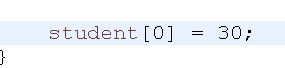 student[0] = 30;
}